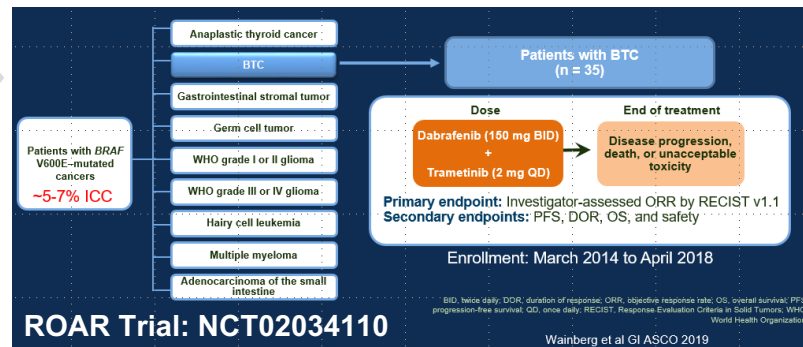 Patients with BRAF
V600E–mutated
cancers
~5-7% ICC
Anaplastic thyroid cancer
BTC
Gastrointestinal stromal tumor
Germ cell tumor
WHO grade I or II glioma
WHO grade III or IV glioma
Hairy cell leukemia
Multiple myeloma
Adenocarcinoma of the small
intestine
Patients with BTC
(n = 35)
Dose
Dabrafenib (150 mg BID)
+
Trametinib (2 mg QD)
End of treatment
Disease progression,
death, or unacceptable
toxicity
Primary endpoint: Investigator-assessed ORR by RECIST v1.1
Secondary endpoints: PFS, DOR, OS, and safety
Enrollment: March 2014 to April 2018
BID, twice daily; DOR, duration of response; ORR, objective response rate; OS, overall survival; PFS
progression-free survival; QD, once daily; RECIST, Response Evaluation Criteria in Solid Tumors; WHO
World Health Organization
ROAR Trial: NCT02034110
Wainberg et al GI ASCO 2019